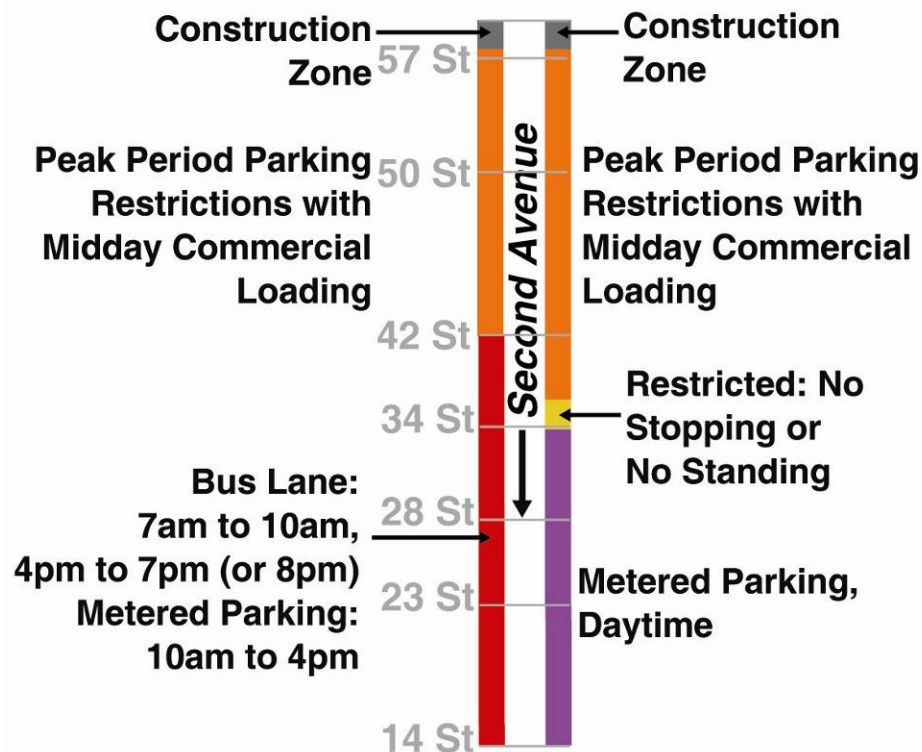 Construction
Zone
Construction
Zone
57 St
Peak Period Parking
Restrictions with
Midday Commercial
Loading
50 St
Second Avenue
Peak Period Parking
Restrictions with
Midday Commercial
Loading
42 St
Restricted: No
Stopping or
No Standing
34 St
Bus Lane:
7am to 10am,
4pm to 7pm (or 8pm)
Metered Parking:
10am to 4pm
28 St
23 St
Metered Parking,
Daytime
14 St